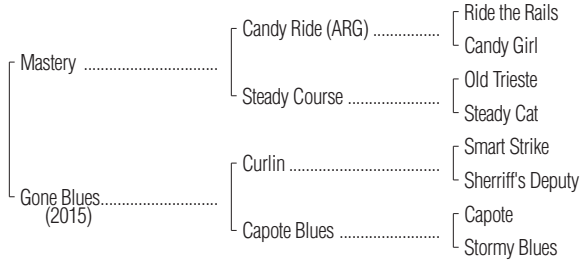 Ride the Rails
Candy Ride (ARG) ................
Candy Girl
Mastery ................................
Old Trieste
Steady Course ......................
Steady Cat
Smart Strike
Curlin ....................................
Sherriff's Deputy
Gone Blues............................
(2015)
Capote
Capote Blues ........................
Stormy Blues